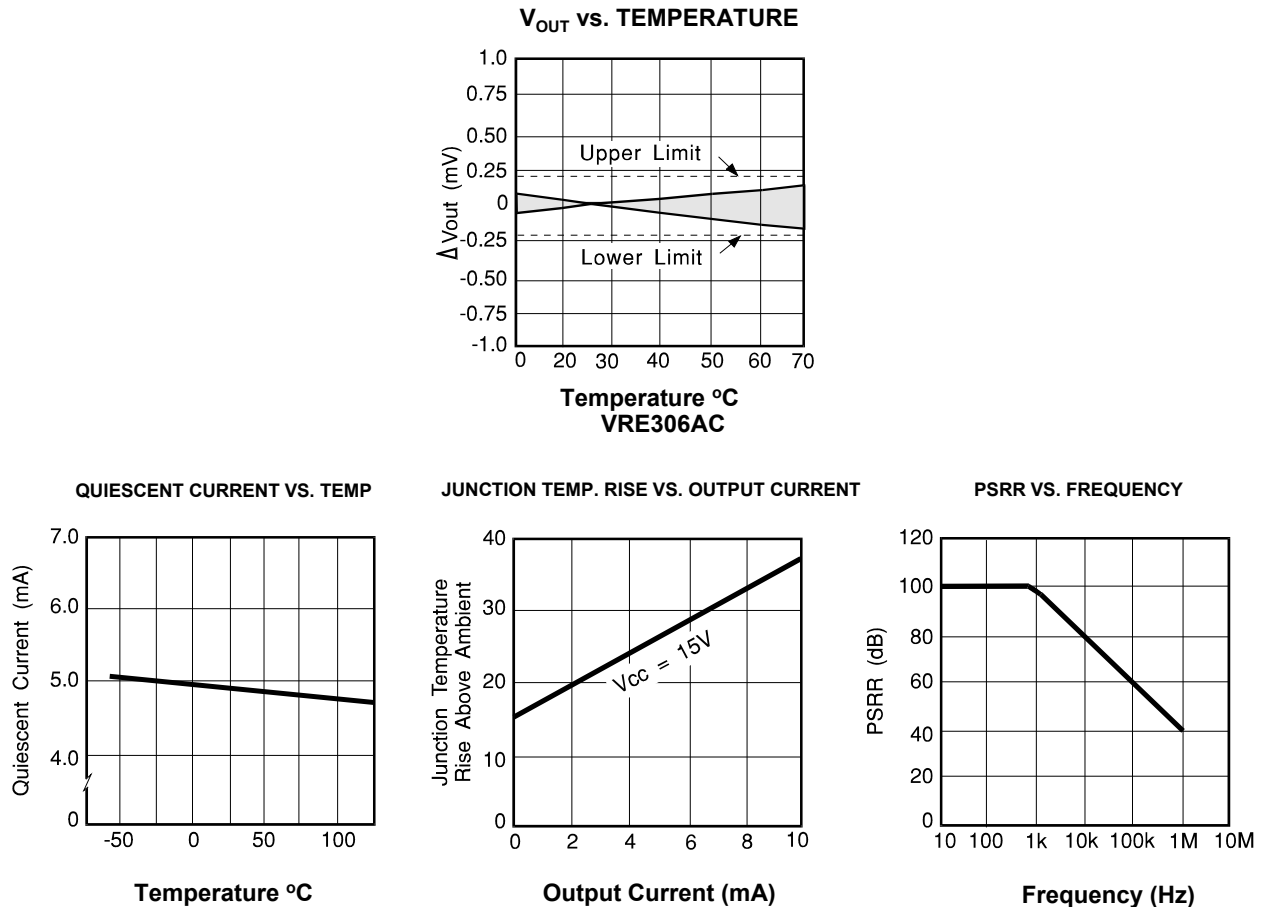 VOUT vs. TEMPERATURE
1.0
0.75
0.50
0.25
0
-0.25
-0.50
-0.75
-1.0
Δ Vout (mV)
Upper Limit
Lower Limit
0 20 30 40 50 60 70
Temperature ºC
VRE306AC
QUIESCENT CURRENT VS. TEMP
7.0
6.0
5.0
4.0
0
Quiescent Current (mA)
-50 0 50 100
Temperature ºC
JUNCTION TEMP. RISE VS. OUTPUT CURRENT
40
30
20
10
0
Junction Temperature
Rise Above Ambient
Vcc = 15V
0 2 4 6 8 10
Output Current (mA)
PSRR VS. FREQUENCY
120
100
80
60
40
20
0
PSRR (dB)
10 100 1k 10k 100k 1M 10M
Frequency (Hz)